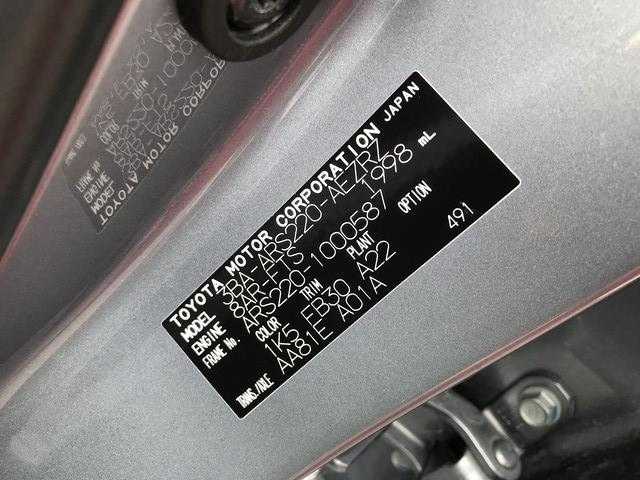 TOYOTA MOTOR CORPORATION JAPAN
MODEL 3BA-ARS220-AEZRZ
ENGINE 8AR-FTS 1998 mL
FRAME No. ARS220-1000587
COLOR TRIM PLANT OPTION
1K5 FB30 A22 491
TRANS./AXLE AA81E A01A